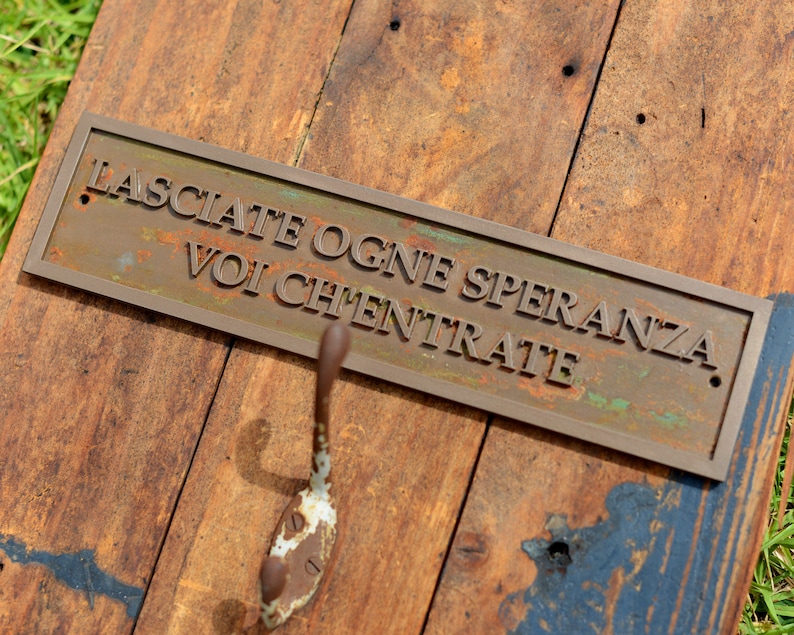 LASCIATE OGNE SPERANZA
VOI CH'ENTRATE